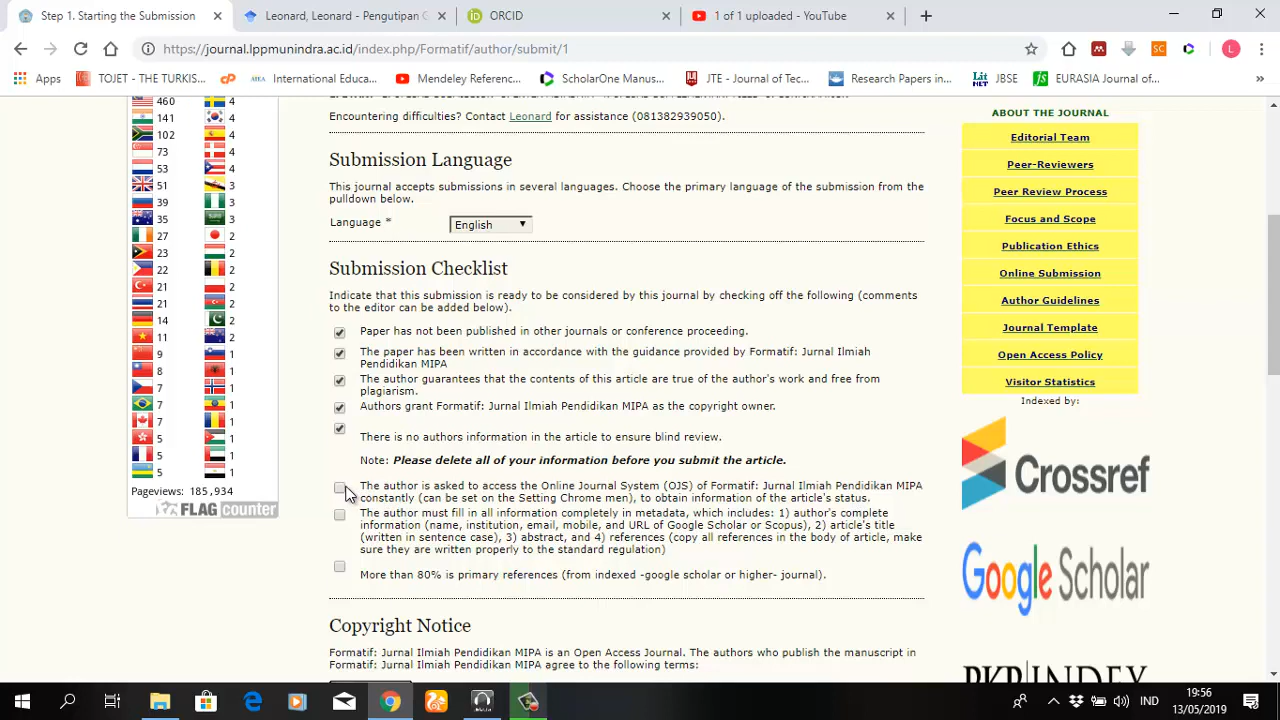 Step 1. Starting the Submission
Leonard, Leonard - Pengutipan G
ORCID
1 of 1 uploaded - YouTube
https://journal.lppmunindra.ac.id/index.php/Formatif/author/submit/1
L
Apps
TOJET - THE TURKIS...
International Educa...
Mendeley Referenc...
ScholarOne Manus...
JTE - Journal of Tec...
Research Papers in...
JBSE
EURASIA Journal of...
»
460 4
141 4
102 4
73 4
53 4
51 3
39 3
35 3
27 2
23 2
22 2
21 2
21 2
14 2
11 2
9 1
8 1
7 1
7 1
7 1
5 1
5 1
5 1
Pageviews: 185,934
FLAG counter
Encountering difficulties? Contact Leonard for assistance (081382939050).
Submission Language
This journal accepts submissions in several languages. Choose the primary language of the submission from the
pulldown below.
Language * English
Submission Checklist
Indicate that this submission is ready to be considered by this journal by checking off the following (comments
to the editor can be added below).
Paper has not been published in other journals or conference proceeding.
The paper has been written in accordance with the guidance provided by Formatif: Jurnal Ilmiah
Pendidikan MIPA
The author guarantees that the contents of this article are true of the author's work and free from
plagiarism.
Authors grant Formatif: Jurnal Ilmiah Pendidikan MIPA as the copyright owner.
There is no authors information in the article to ensure blind review.
Note: Please delete all of your information before you submit the article.
The author is asked to access the Online Journal System (OJS) of Formatif: Jurnal Ilmiah Pendidikan MIPA
constantly (can be set on the Setting Chrome men), to obtain information of the article's status.
The author must fill in all information completely in metadata, which includes: 1) author's complete
information (name, institution, email, mobile, and URL of Google Scholar or Scopus), 2) article's title
(written in sentence case), 3) abstract, and 4) references (copy all references in the body of article, make
sure they are written properly to the standard regulation)
More than 80% is primary references (from indexed -google scholar or higher- journal).
Copyright Notice
Formatif: Jurnal Ilmiah Pendidikan MIPA is an Open Access Journal. The authors who publish the manuscript in
Formatif: Jurnal Ilmiah Pendidikan MIPA agree to the following terms:
ABOUT THE JOURNAL
Editorial Team
Peer-Reviewers
Peer Review Process
Focus and Scope
Publication Ethics
Online Submission
Author Guidelines
Journal Template
Open Access Policy
Visitor Statistics
Indexed by:
Crossref
Google Scholar
PKP|INDEX
IND
19:56
13/05/2019